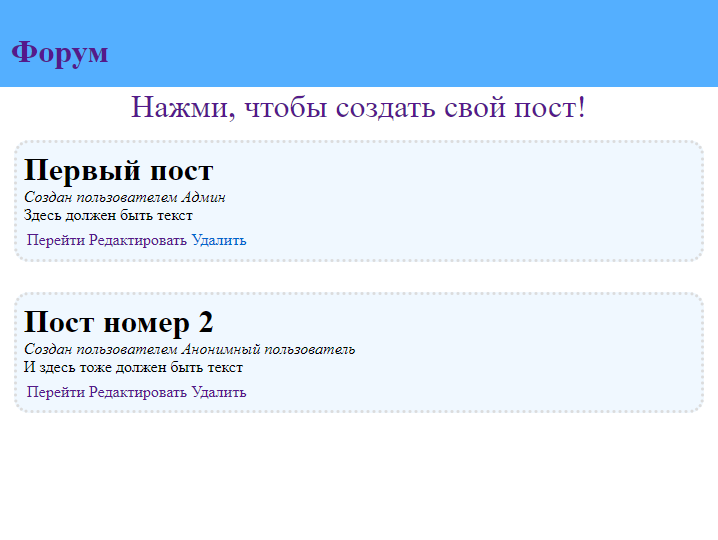 Форум
Нажми, чтобы создать свой пост!
Первый пост
Создан пользователем Админ
Здесь должен быть текст
Перейти Редактировать Удалить
Пост номер 2
Создан пользователем Анонимный пользователь
И здесь тоже должен быть текст
Перейти Редактировать Удалить